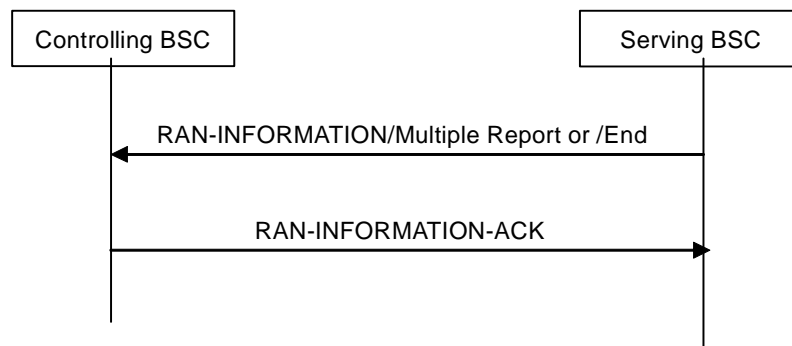 Controlling BSC
Serving BSC
RAN-INFORMATION/Multiple Report or /End
RAN-INFORMATION-ACK